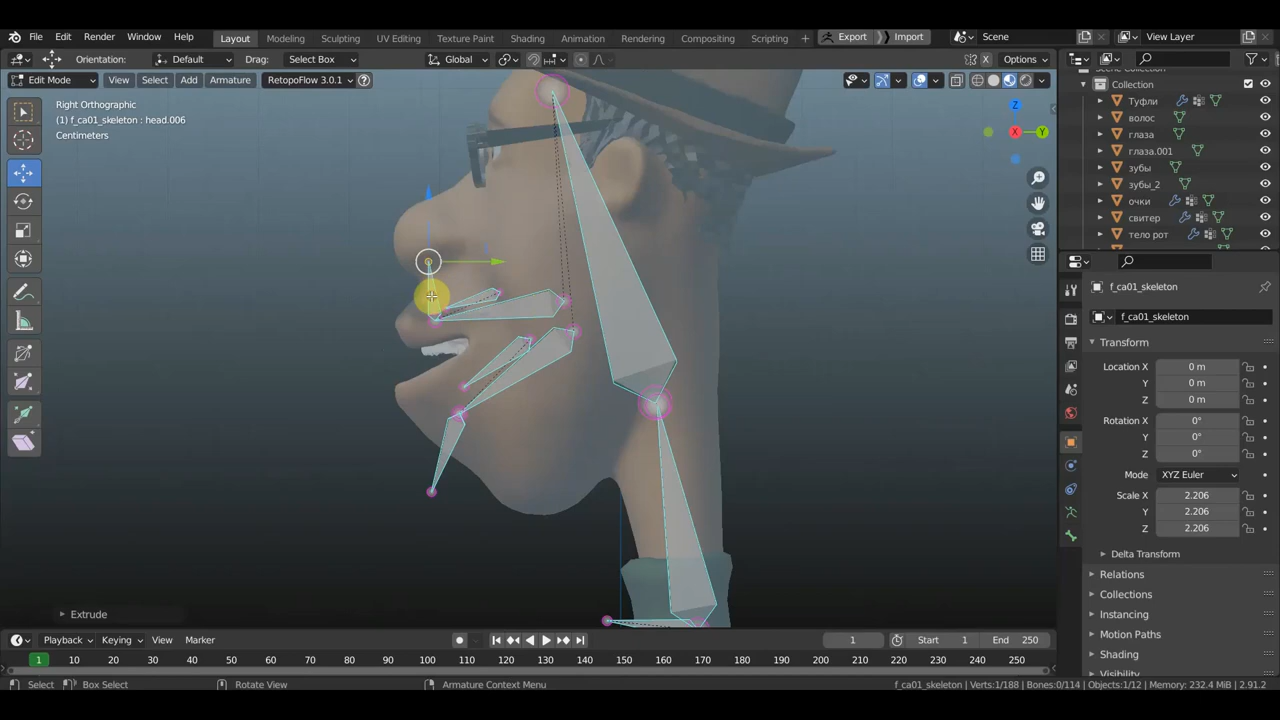 File Edit Render Window Help Layout Modeling Sculpting UV Editing Texture Paint Shading Animation Rendering Compositing Scripting + Export Import Scene View Layer
Orientation: Default Drag: Select Box Global Options
Edit Mode View Select Add Armature RetopoFlow 3.0.1
Right Orthographic
(1) f_ca01_skeleton : head.006
Centimeters
Z
X
Y
Collection
Туфли
волос
глаза
глаза.001
зубы
зубы_2
очки
свитер
тело рот
f_ca01_skeleton
f_ca01_skeleton
Transform
Location X 0 m
Y 0 m
Z 0 m
Rotation X 0°
Y 0°
Z 0°
Mode XYZ Euler
Scale X 2.206
Y 2.206
Z 2.206
Delta Transform
Relations
Collections
Instancing
Motion Paths
Shading
Visibility
Extrude
Playback Keying View Marker 1 Start 1 End 250
1 10 20 30 40 50 60 70 80 90 100 110 120 130 140 150 160 170 180 190 200 210 220 230 240 250
Select Box Select Rotate View Armature Context Menu f_ca01_skeleton | Verts:1/188 | Bones:0/114 | Objects:1/12 | Memory: 232.4 MiB | 2.91.2